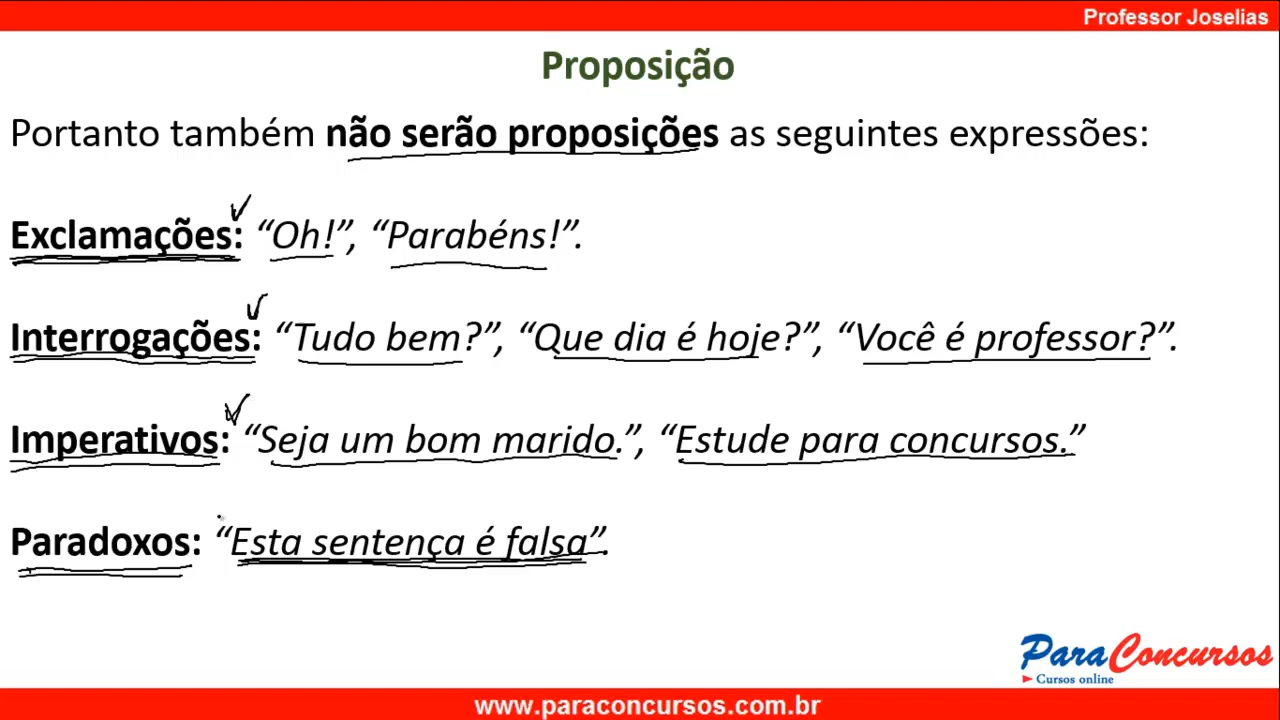 Professor Joselias
Proposição
Portanto também não serão proposições as seguintes expressões:
Exclamações: “Oh!”, “Parabéns!”.
Interrogações: “Tudo bem?”, “Que dia é hoje?”, “Você é professor?”.
Imperativos: “Seja um bom marido.”, “Estude para concursos.”
Paradoxos: “Esta sentença é falsa”.
ParaConcursos
Cursos online
www.paraconcursos.com.br